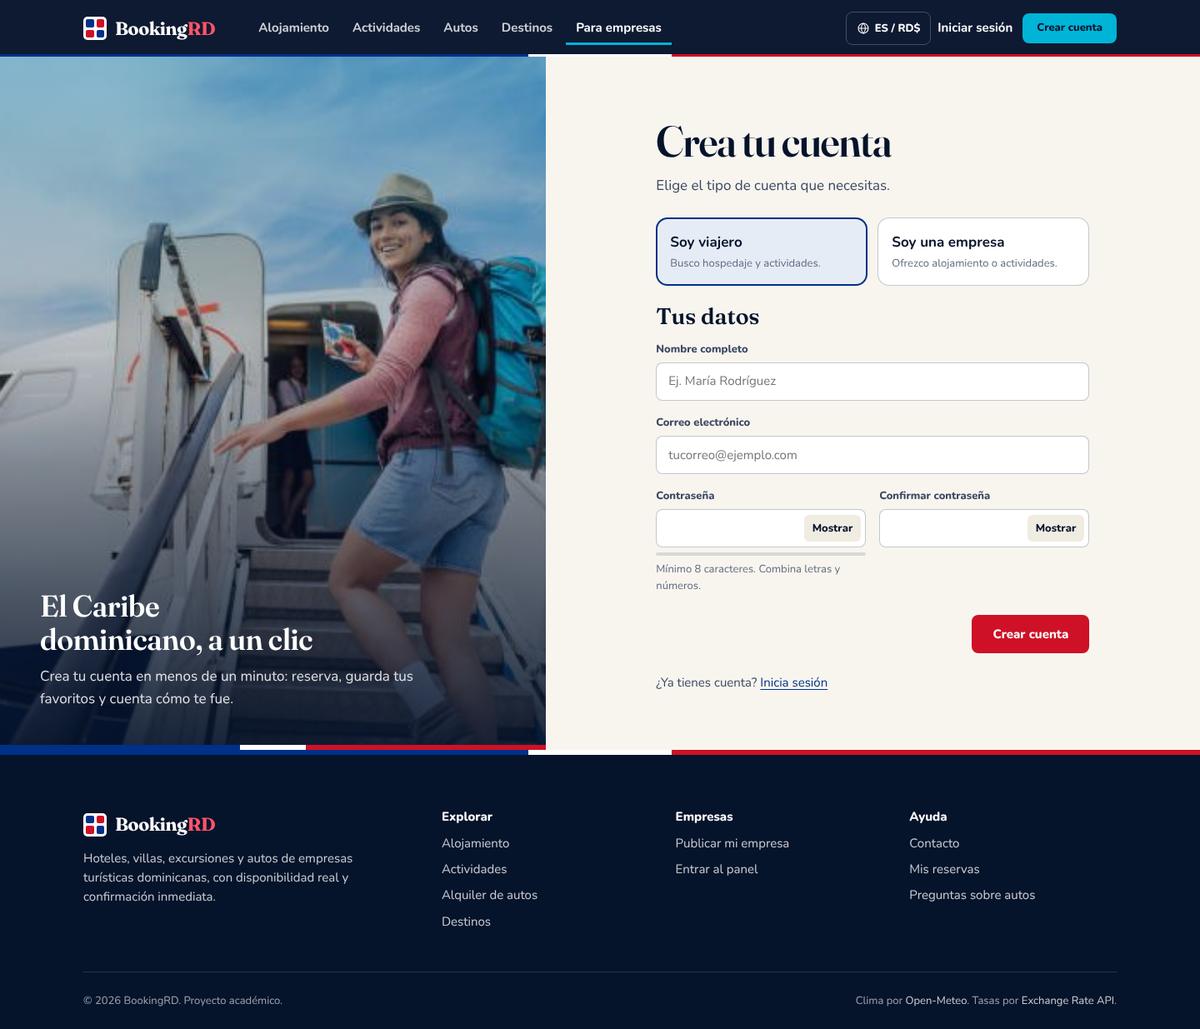 BookingRD
Alojamiento
Actividades
Autos
Destinos
Para empresas
ES / RD$
Iniciar sesión
Crear cuenta
El Caribe
dominicano, a un clic
Crea tu cuenta en menos de un minuto: reserva, guarda tus
favoritos y cuenta cómo te fue.
Crea tu cuenta
Elige el tipo de cuenta que necesitas.
Soy viajero
Busco hospedaje y actividades.
Soy una empresa
Ofrezco alojamiento o actividades.
Tus datos
Nombre completo
Ej. María Rodríguez
Correo electrónico
tucorreo@ejemplo.com
Contraseña
Mostrar
Mínimo 8 caracteres. Combina letras y
números.
Confirmar contraseña
Mostrar
Crear cuenta
¿Ya tienes cuenta? Inicia sesión
BookingRD
Hoteles, villas, excursiones y autos de empresas
turísticas dominicanas, con disponibilidad real y
confirmación inmediata.
Explorar
Alojamiento
Actividades
Alquiler de autos
Destinos
Empresas
Publicar mi empresa
Entrar al panel
Ayuda
Contacto
Mis reservas
Preguntas sobre autos
© 2026 BookingRD. Proyecto académico.
Clima por Open-Meteo. Tasas por Exchange Rate API.